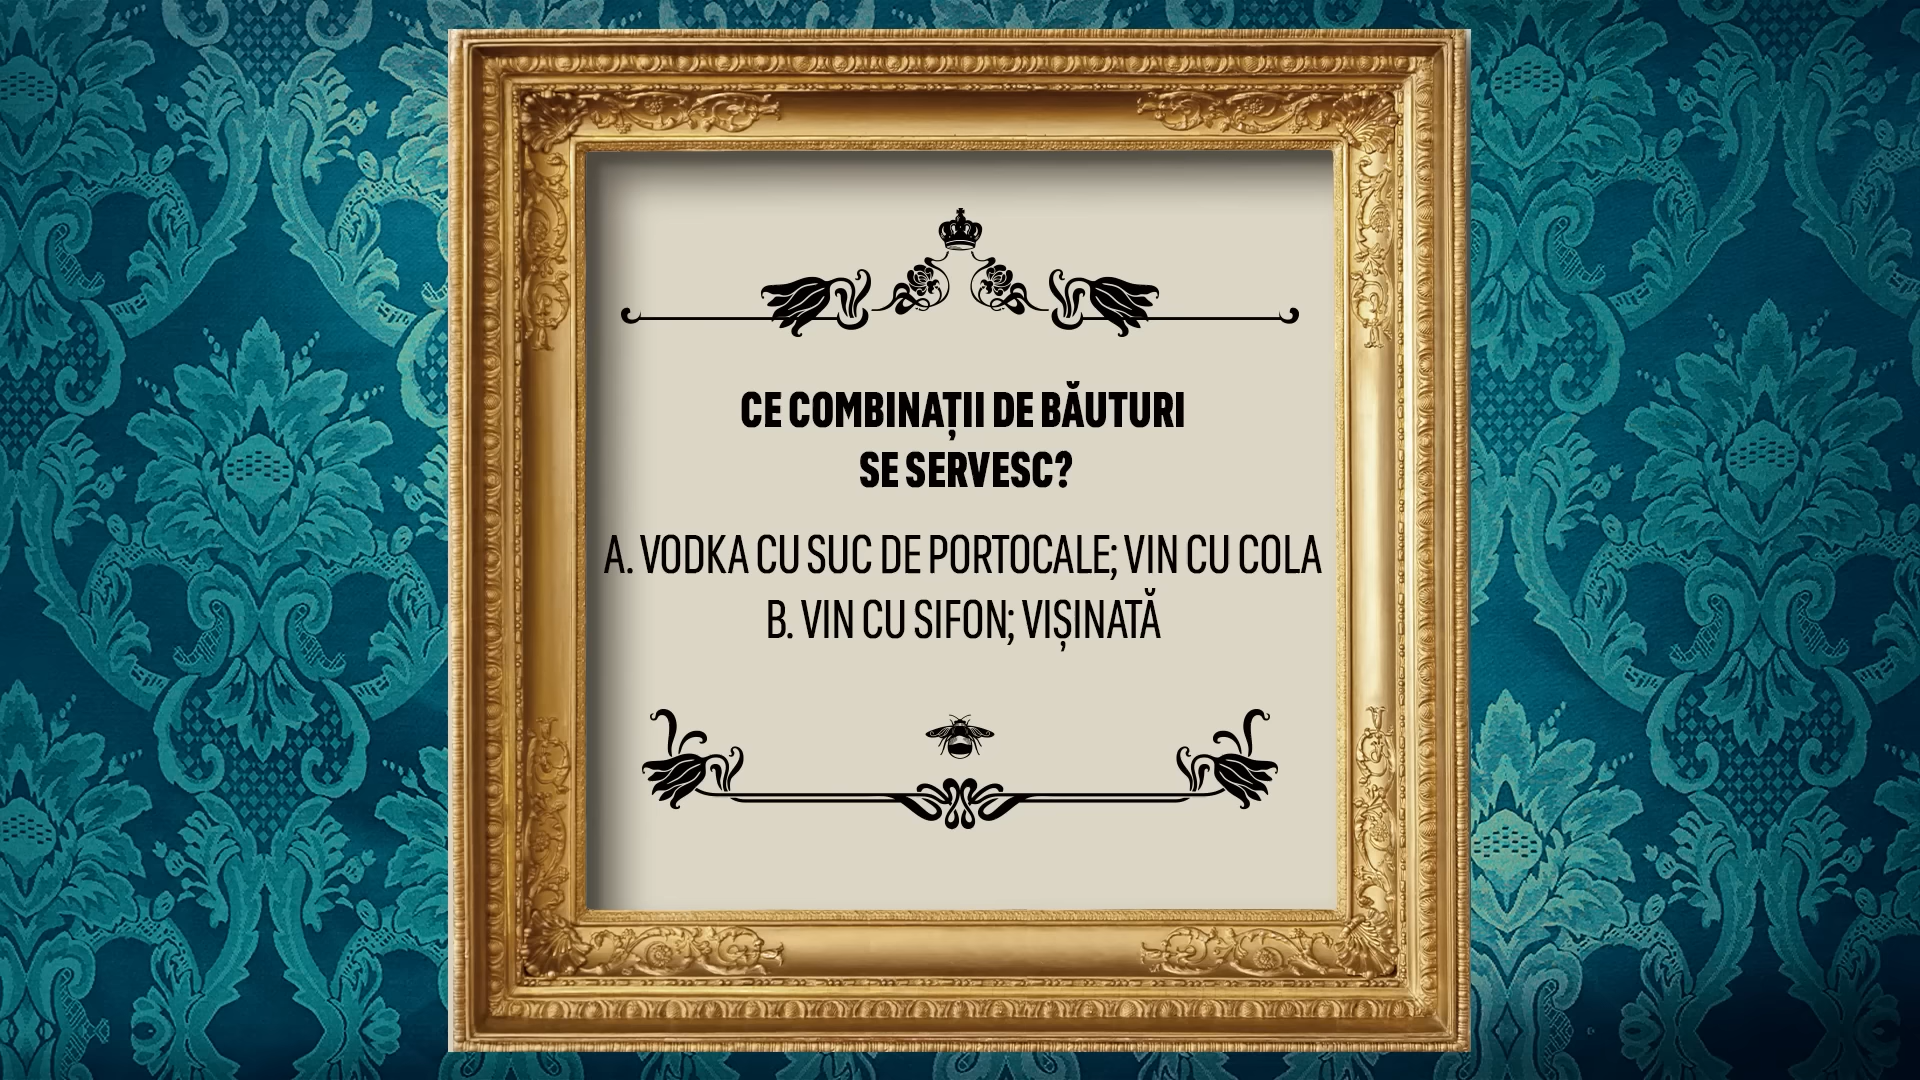 CE COMBINAȚII DE BĂUTURI
SE SERVESC?
A. VODKA CU SUC DE PORTOCALE; VIN CU COLA
B. VIN CU SIFON; VIȘINATĂ